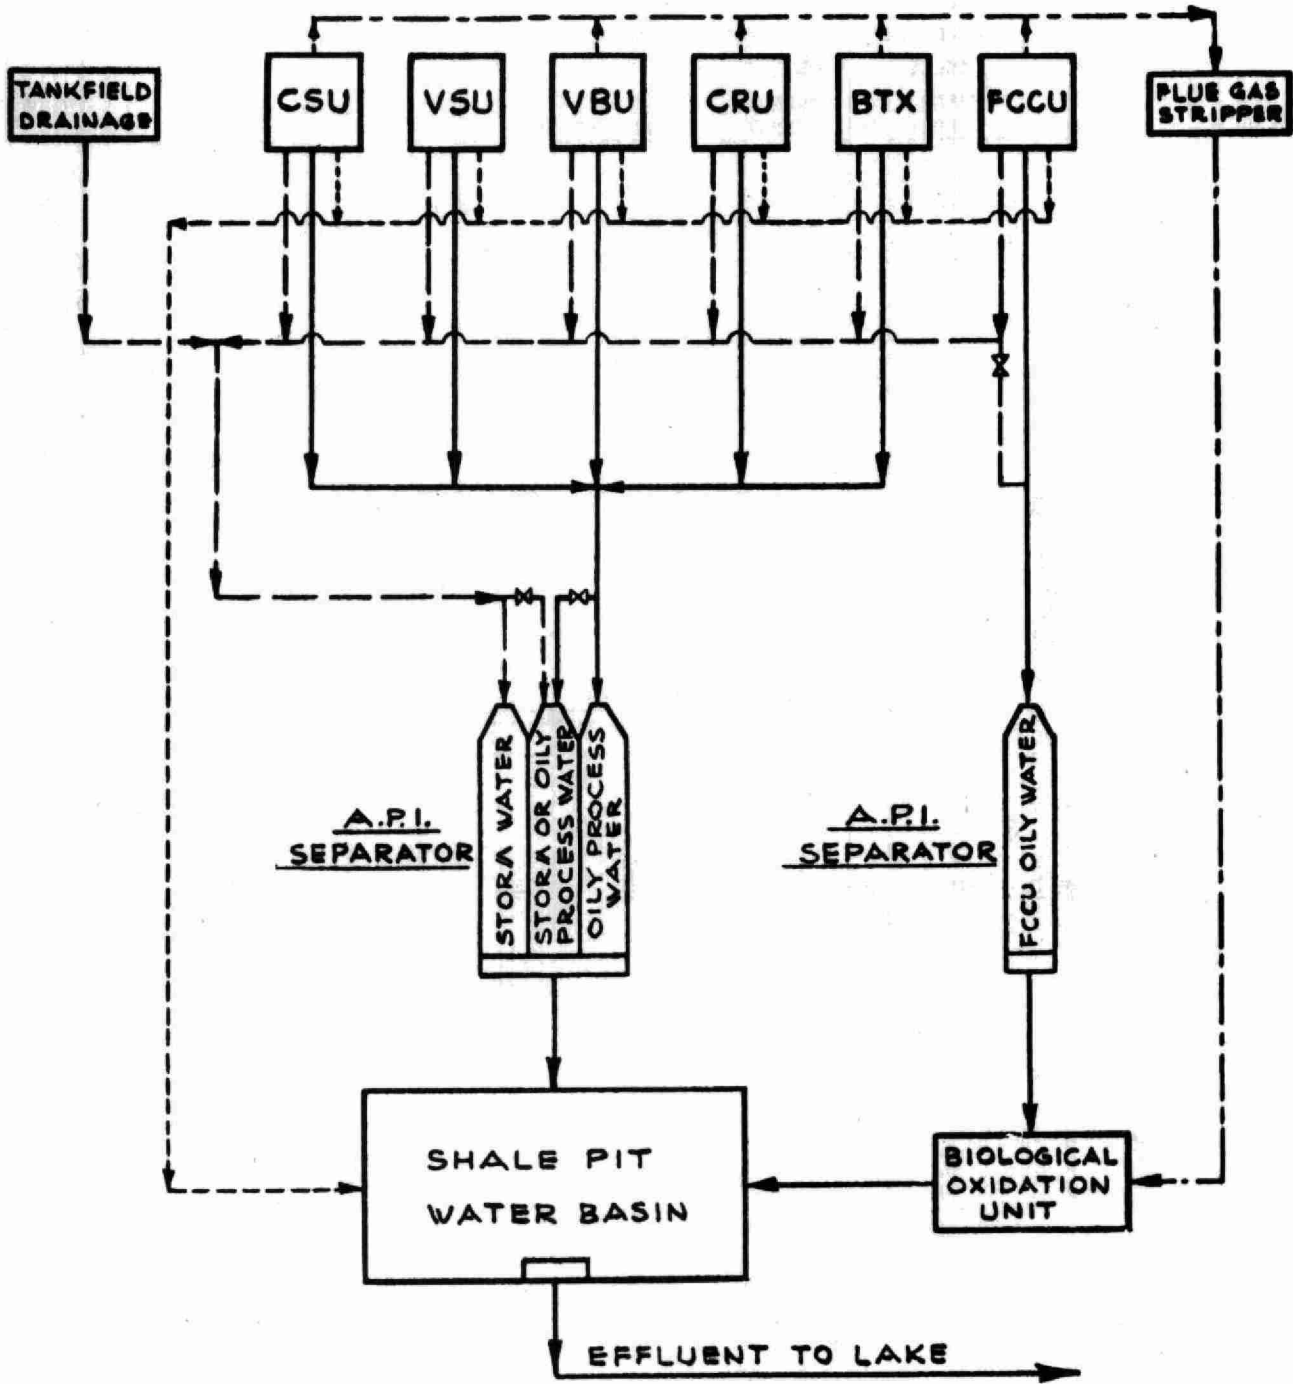 TANKFIELD
DRAINAGE
CSU
VSU
VBU
CRU
BTX
FCCU
FLUE GAS
STRIPPER
A.P.I.
SEPARATOR
STORM WATER
STORM OR OILY
PROCESS WATER
OILY PROCESS
WATER
A.P.I.
SEPARATOR
FCCU OILY WATER
SHALE PIT
WATER BASIN
BIOLOGICAL
OXIDATION
UNIT
EFFLUENT TO LAKE